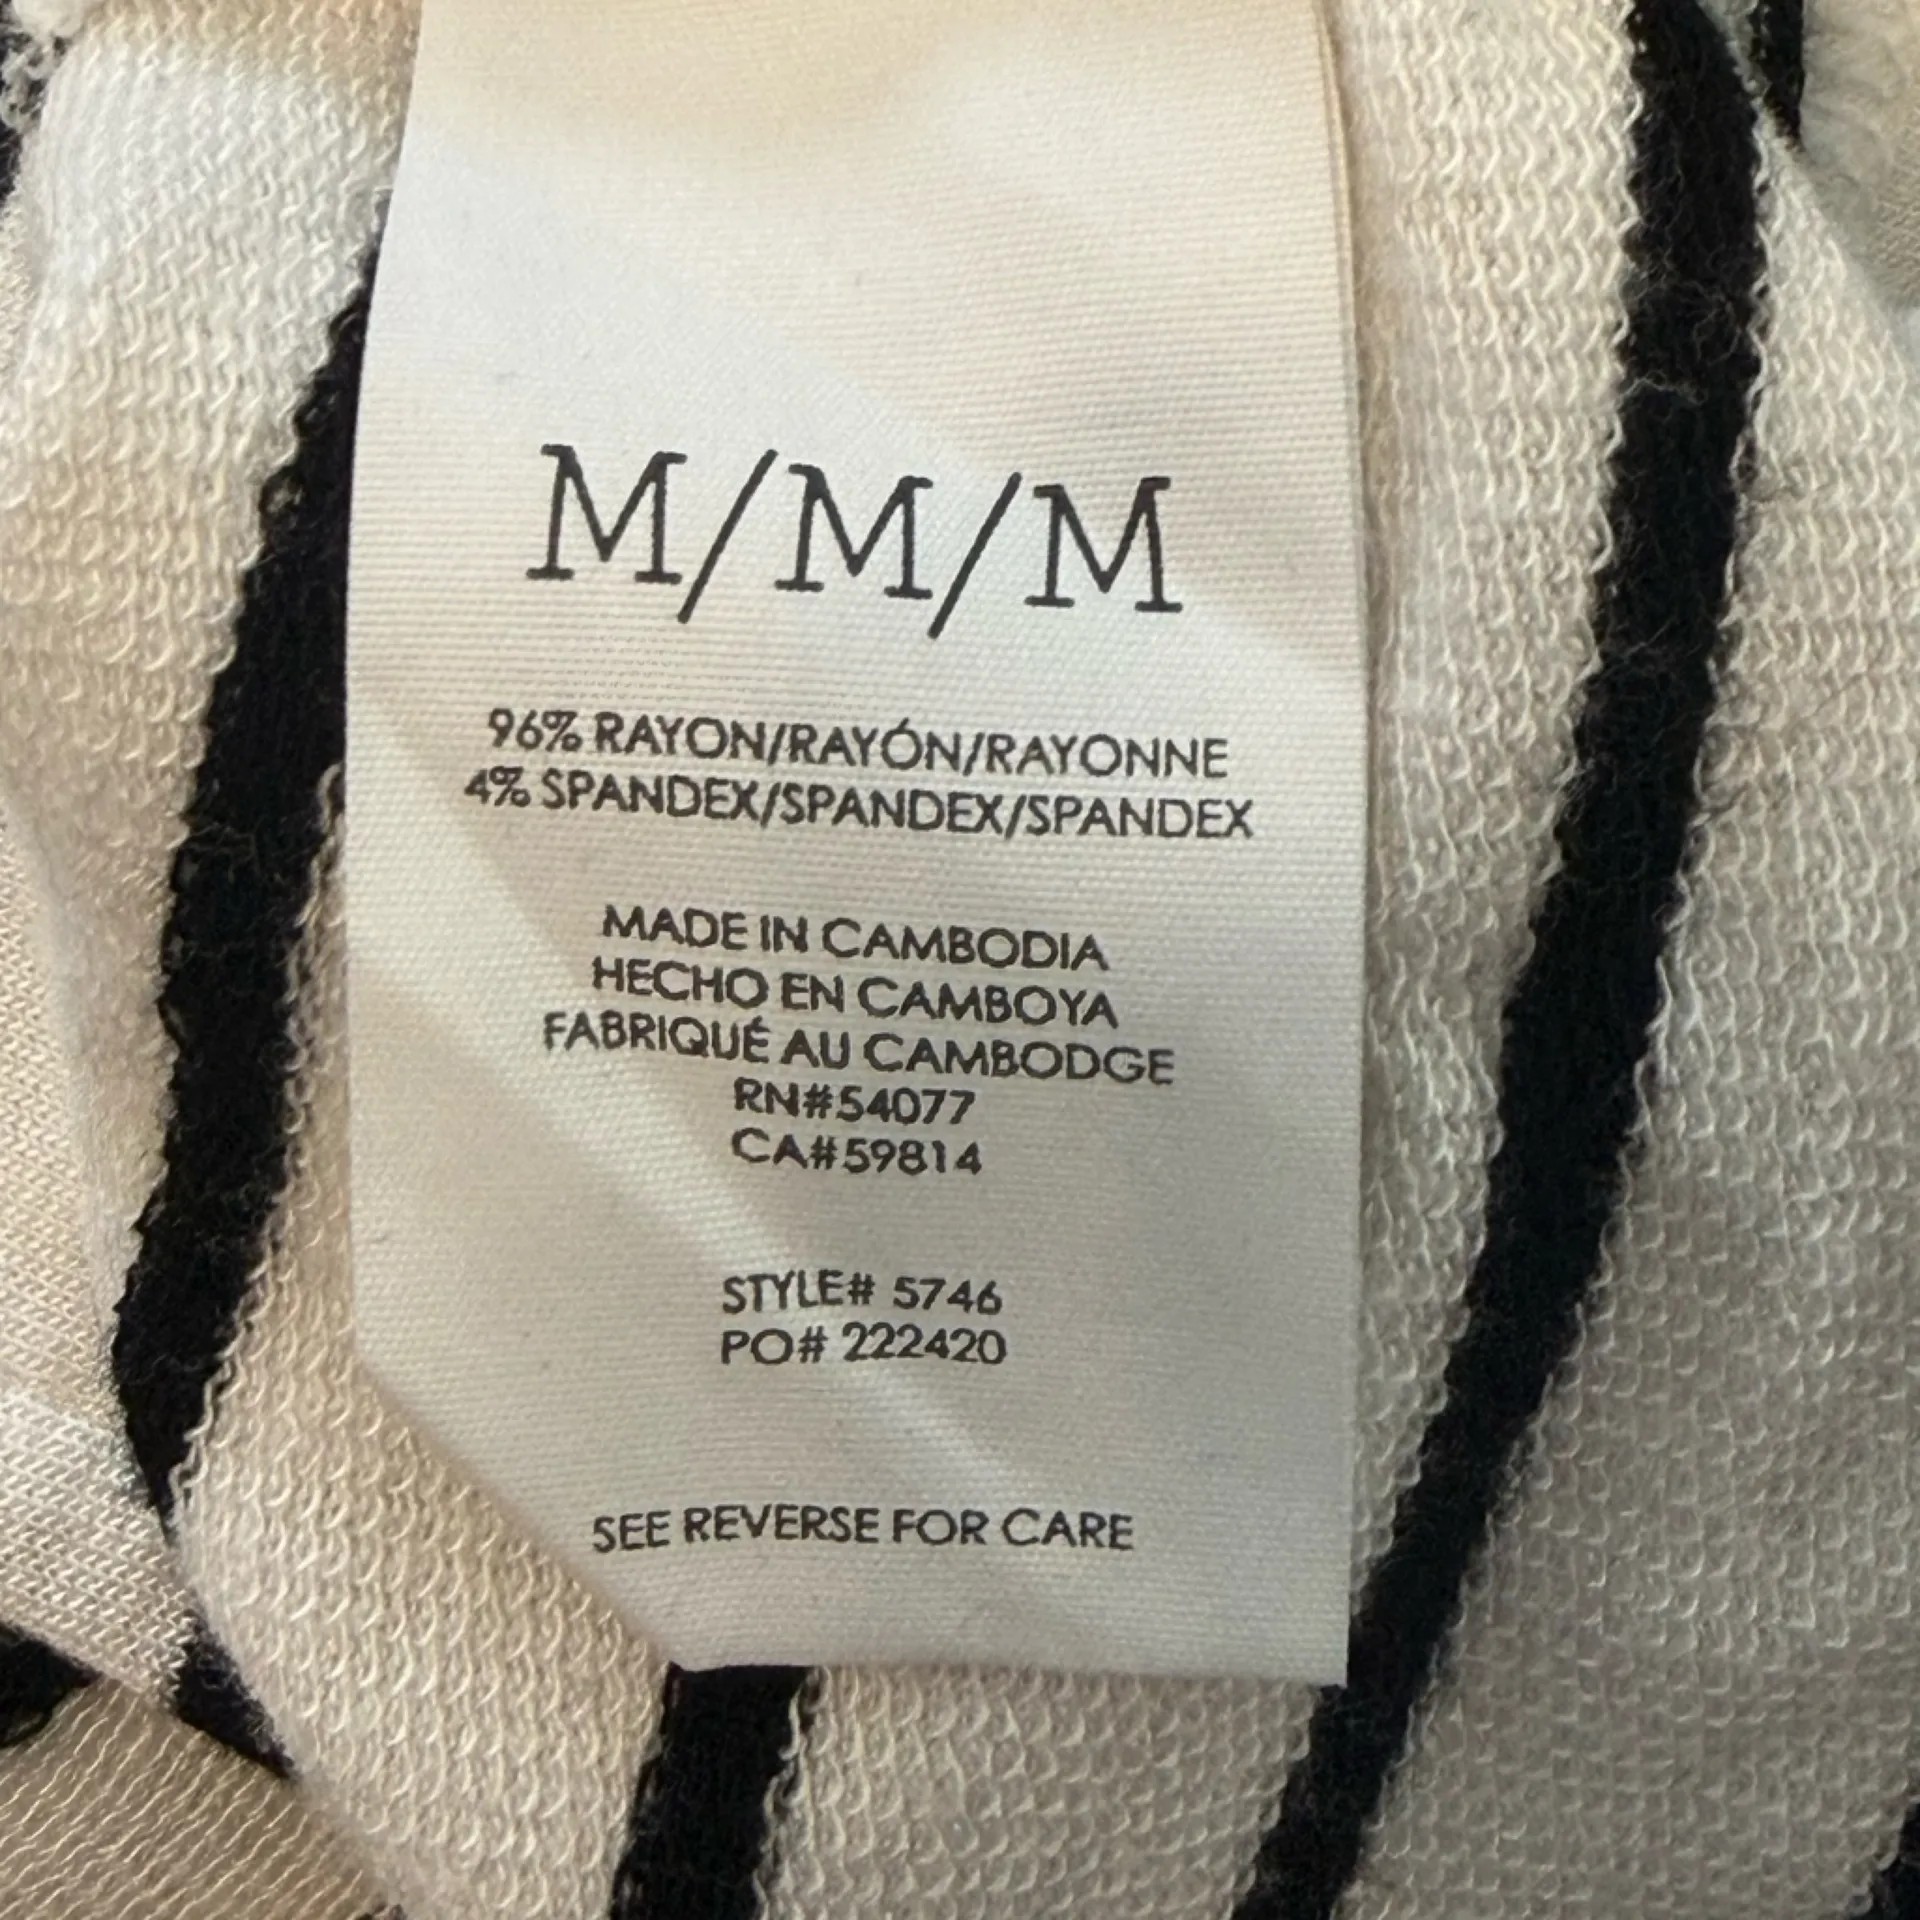 M/M/M
96% RAYON/RAYÓN/RAYONNE
4% SPANDEX/SPANDEX/SPANDEX
MADE IN CAMBODIA
HECHO EN CAMBOYA
FABRIQUÉ AU CAMBODGE
RN#54077
CA#59814
STYLE# 5746
PO# 222420
SEE REVERSE FOR CARE